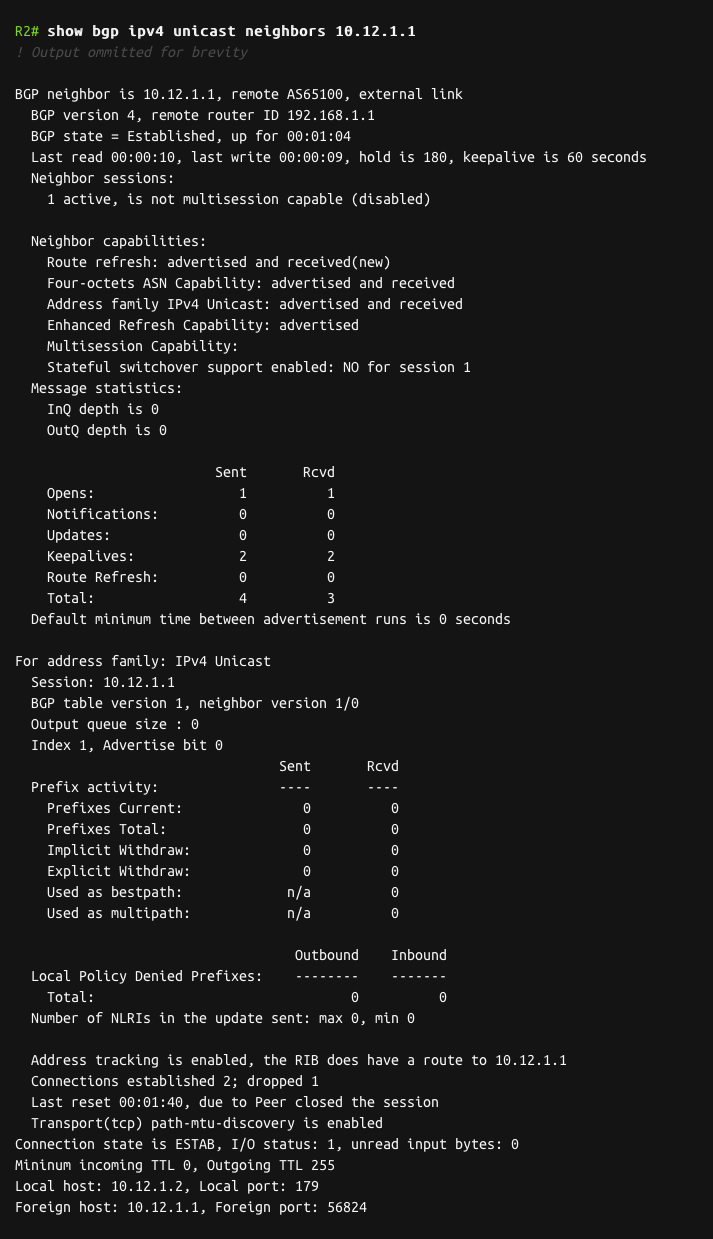 R2# show bgp ipv4 unicast neighbors 10.12.1.1
! Output ommitted for brevity

BGP neighbor is 10.12.1.1, remote AS65100, external link
  BGP version 4, remote router ID 192.168.1.1
  BGP state = Established, up for 00:01:04
  Last read 00:00:10, last write 00:00:09, hold is 180, keepalive is 60 seconds
  Neighbor sessions:
    1 active, is not multisession capable (disabled)

  Neighbor capabilities:
    Route refresh: advertised and received(new)
    Four-octets ASN Capability: advertised and received
    Address family IPv4 Unicast: advertised and received
    Enhanced Refresh Capability: advertised
    Multisession Capability:
    Stateful switchover support enabled: NO for session 1
  Message statistics:
    InQ depth is 0
    OutQ depth is 0

                         Sent       Rcvd
    Opens:                  1          1
    Notifications:          0          0
    Updates:                0          0
    Keepalives:             2          2
    Route Refresh:          0          0
    Total:                  4          3
  Default minimum time between advertisement runs is 0 seconds

For address family: IPv4 Unicast
  Session: 10.12.1.1
  BGP table version 1, neighbor version 1/0
  Output queue size : 0
  Index 1, Advertise bit 0
                                 Sent       Rcvd
  Prefix activity:               ----       ----
    Prefixes Current:               0          0
    Prefixes Total:                 0          0
    Implicit Withdraw:              0          0
    Explicit Withdraw:              0          0
    Used as bestpath:             n/a          0
    Used as multipath:            n/a          0

                                   Outbound    Inbound
  Local Policy Denied Prefixes:    --------    -------
    Total:                                0          0
  Number of NLRIs in the update sent: max 0, min 0

  Address tracking is enabled, the RIB does have a route to 10.12.1.1
  Connections established 2; dropped 1
  Last reset 00:01:40, due to Peer closed the session
  Transport(tcp) path-mtu-discovery is enabled
Connection state is ESTAB, I/O status: 1, unread input bytes: 0
Mininum incoming TTL 0, Outgoing TTL 255
Local host: 10.12.1.2, Local port: 179
Foreign host: 10.12.1.1, Foreign port: 56824